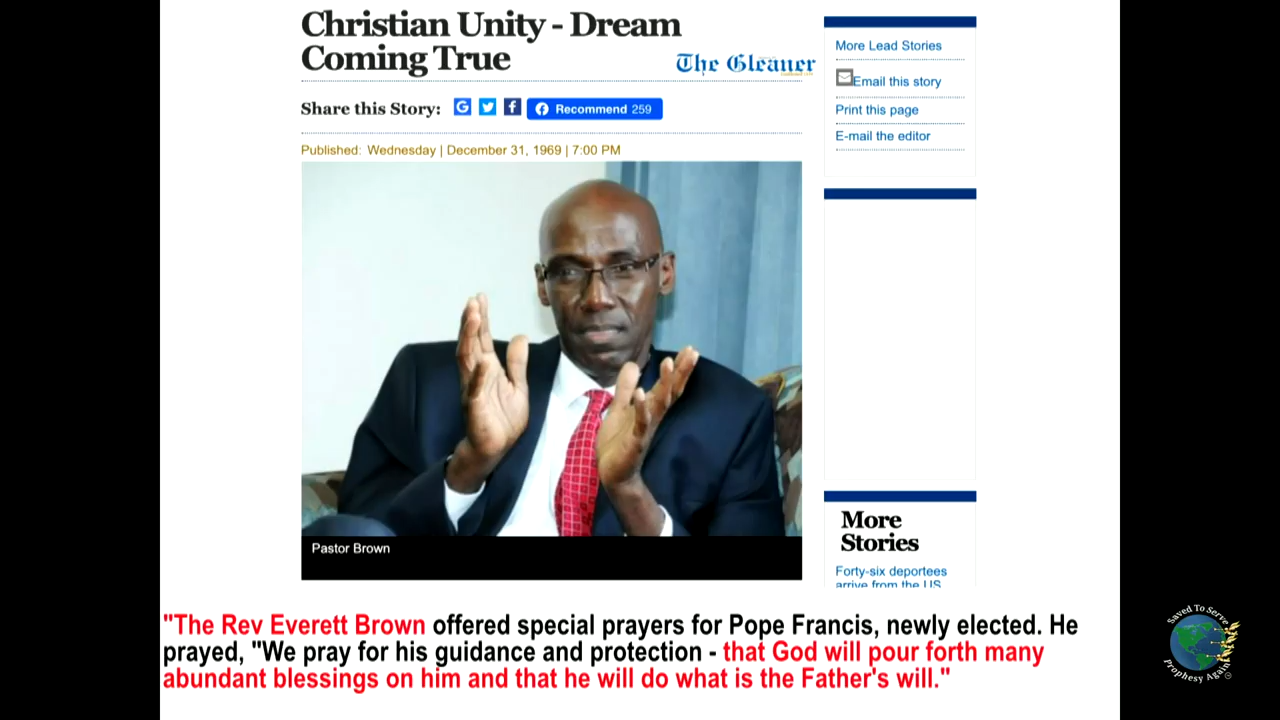 Christian Unity - Dream
Coming True
The Gleaner
Share this Story:
Recommend 259
Published: Wednesday | December 31, 1969 | 7:00 PM
Pastor Brown
More Lead Stories
Email this story
Print this page
E-mail the editor
More
Stories
Forty-six deportees
arrive from the US
"The Rev Everett Brown offered special prayers for Pope Francis, newly elected. He
prayed, "We pray for his guidance and protection - that God will pour forth many
abundant blessings on him and that he will do what is the Father's will."
Saved To Serve
Prophesy Again